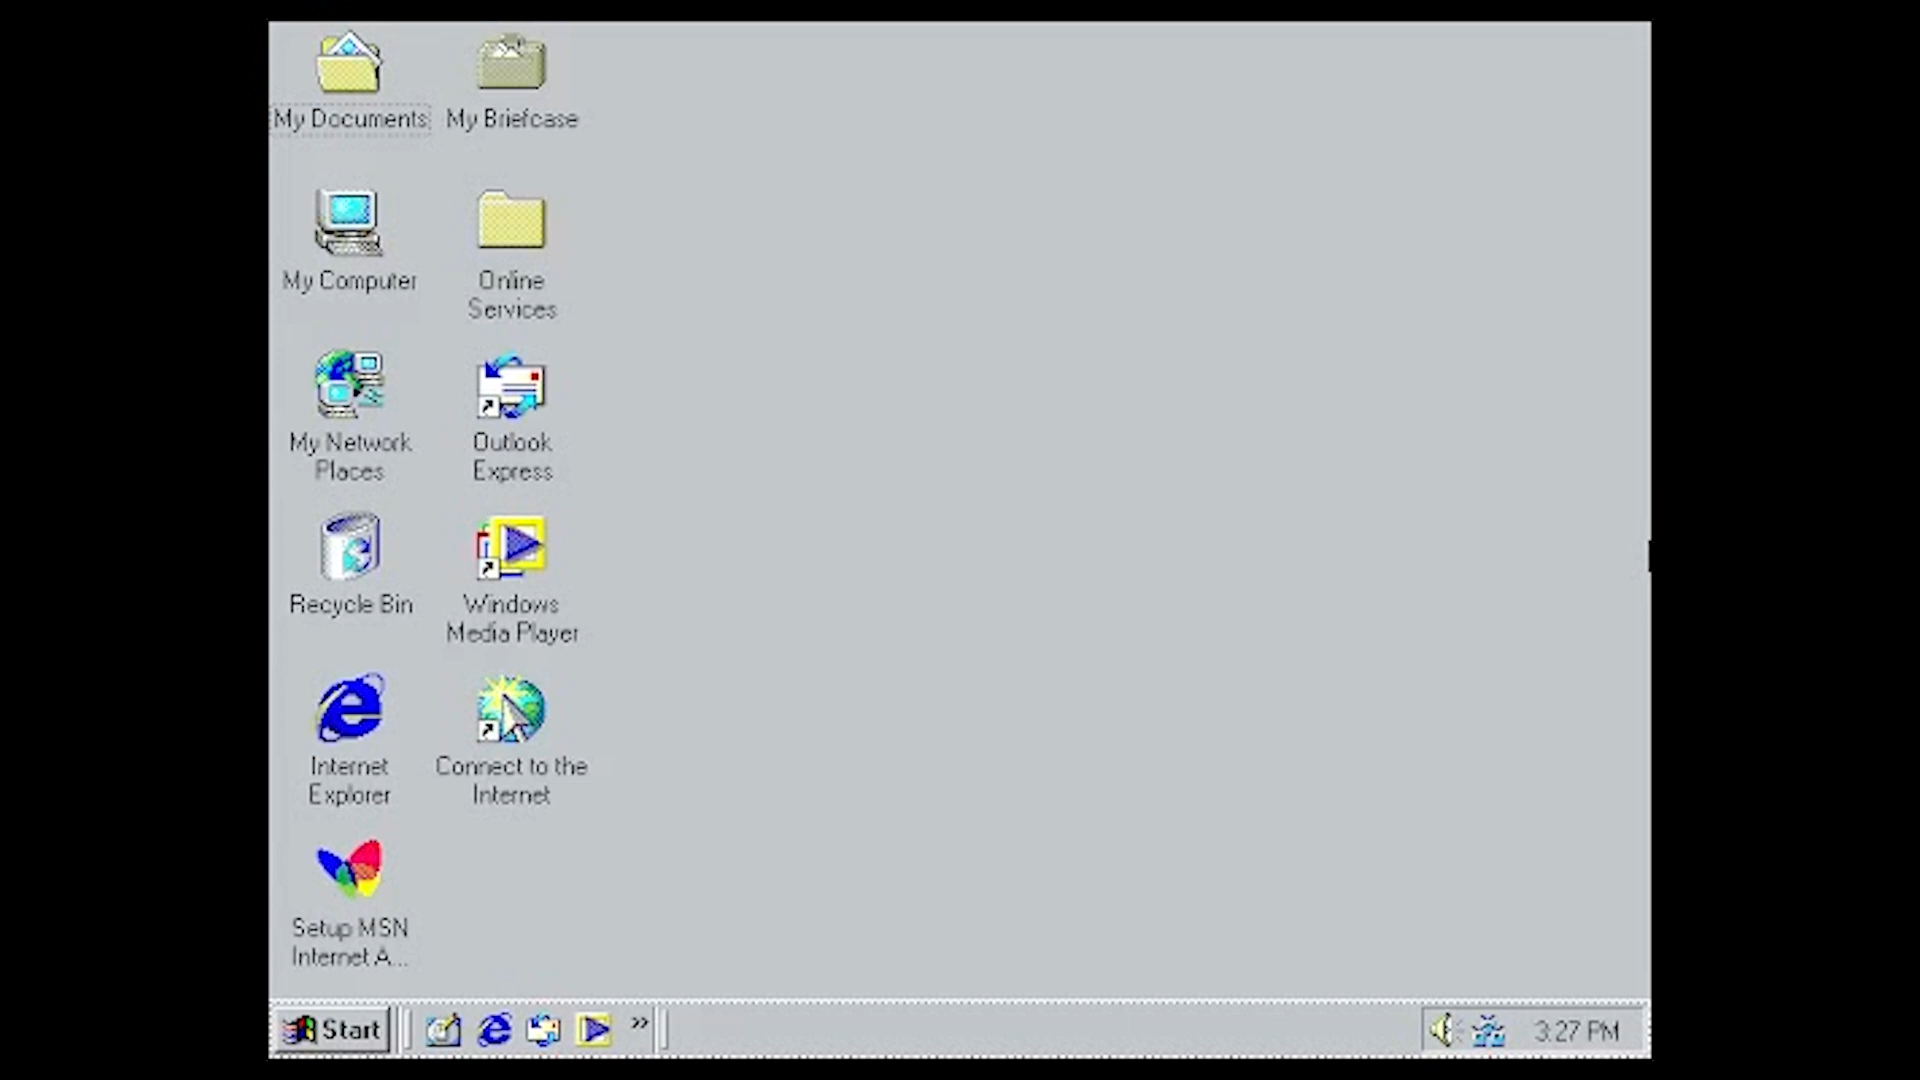 My Documents
My Briefcase
My Computer
Online
Services
My Network
Places
Outlook
Express
Recycle Bin
Windows
Media Player
Internet
Explorer
Connect to the
Internet
Setup MSN
Internet A...
Start
»
3:27 PM